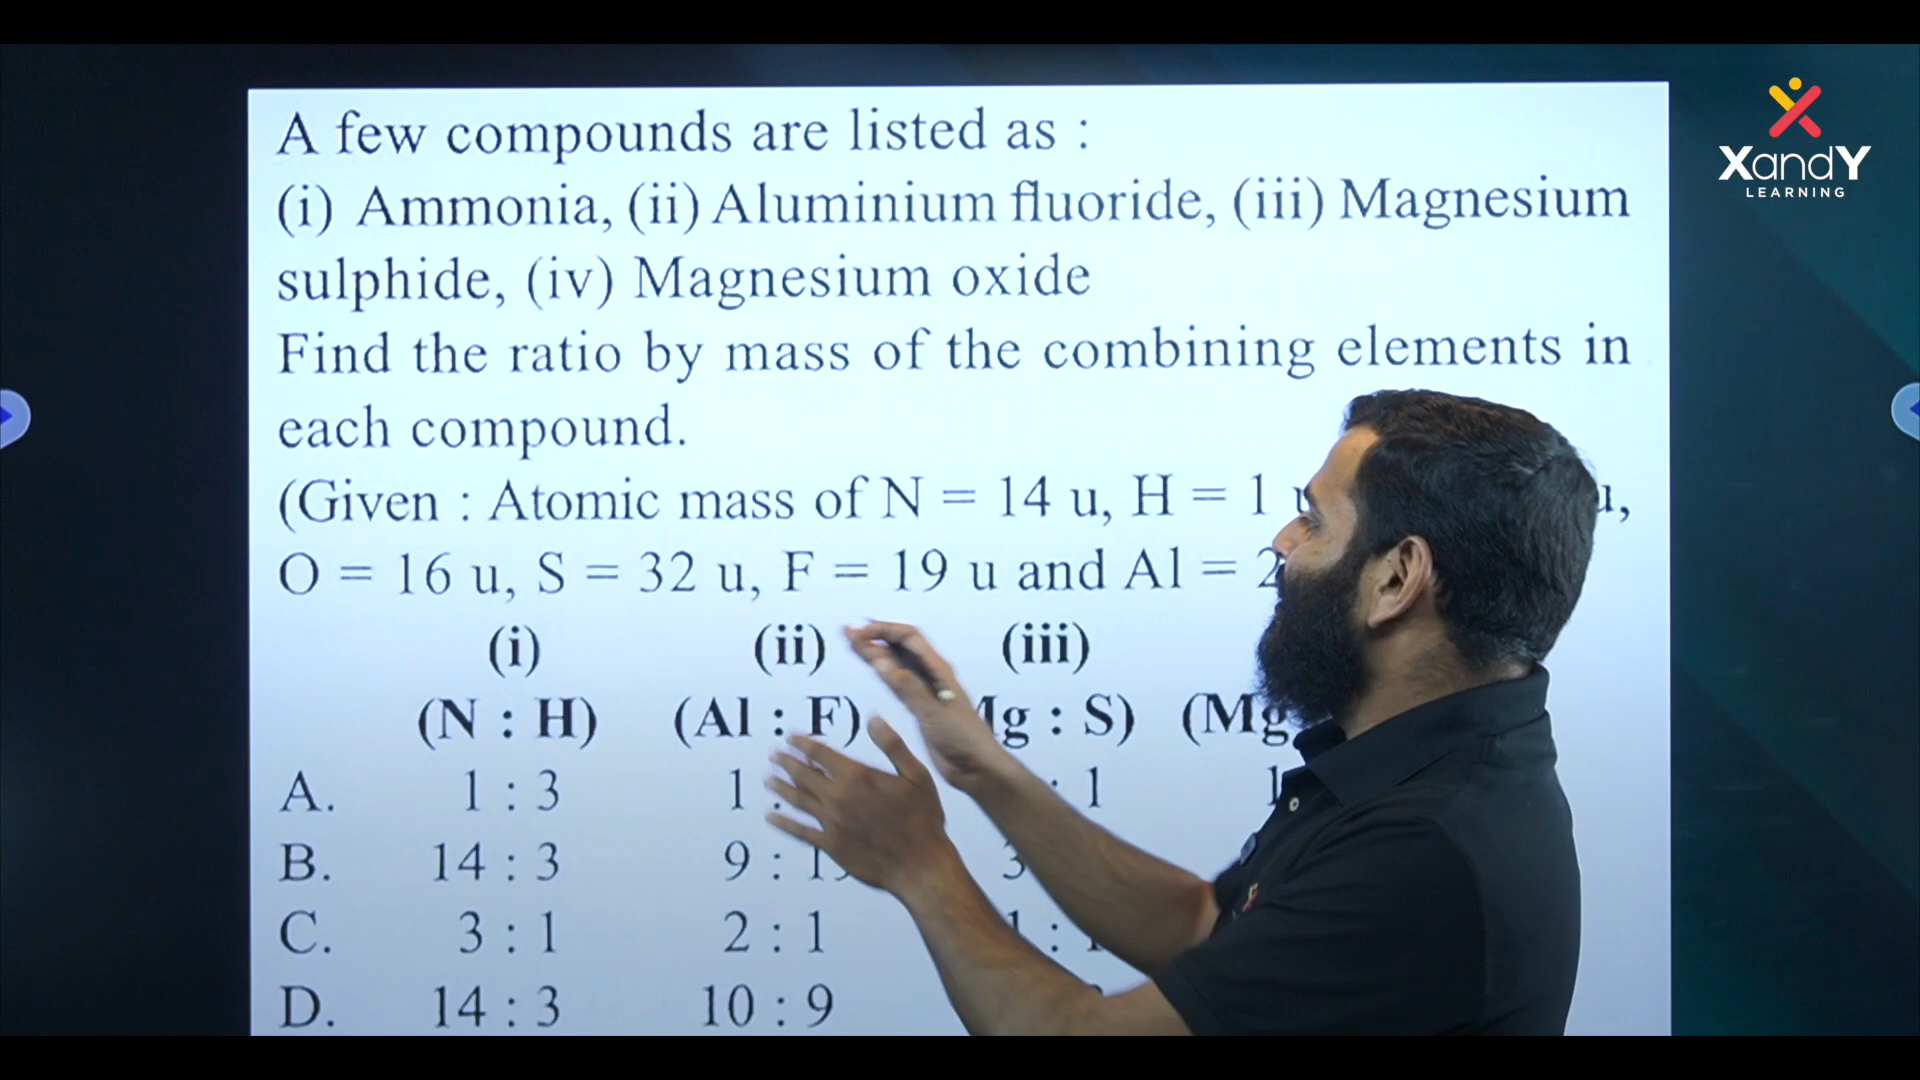 A few compounds are listed as :
(i) Ammonia, (ii) Aluminium fluoride, (iii) Magnesium
sulphide, (iv) Magnesium oxide
Find the ratio by mass of the combining elements in
each compound.
(Given : Atomic mass of N = 14 u, H = 1 u,
O = 16 u, S = 32 u, F = 19 u and Al =
(i) (ii) (iii)
(N : H) (Al : F) : S) (Mg
A. 1 : 3 1 : : 1 1
B. 14 : 3 9 : 3
C. 3 : 1 2 : 1 1 :
D. 14 : 3 10 : 9
XandY
LEARNING